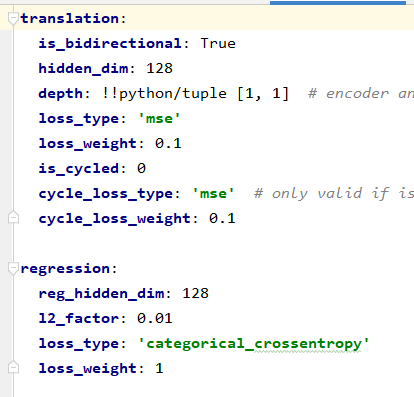 translation:
is_bidirectional: True
hidden_dim: 128
depth: !!python/tuple [1, 1]  # encoder an
loss_type: 'mse'
loss_weight: 0.1
is_cycled: 0
cycle_loss_type: 'mse'  # only valid if is
cycle_loss_weight: 0.1
regression:
reg_hidden_dim: 128
l2_factor: 0.01
loss_type: 'categorical_crossentropy'
loss_weight: 1